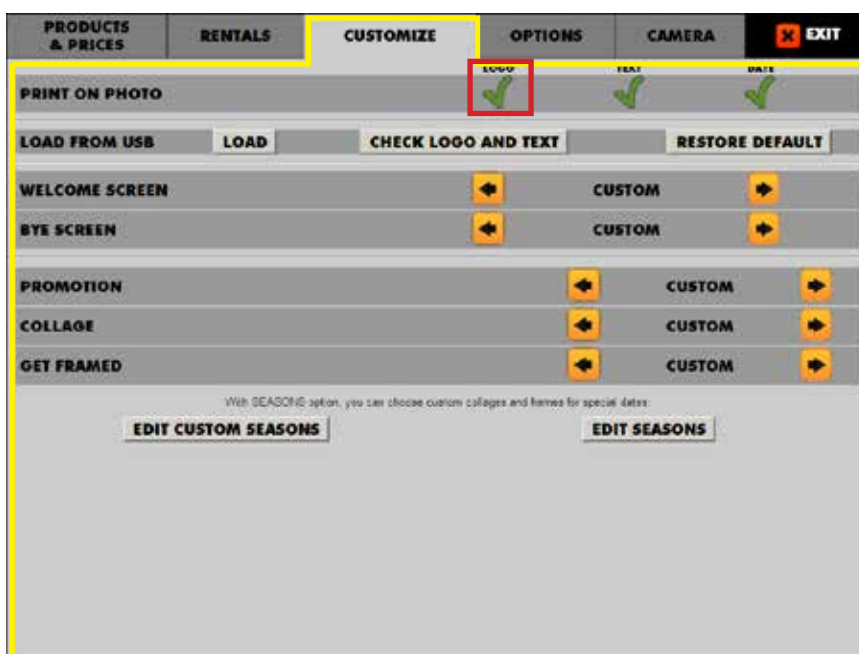 PRODUCTS
& PRICES
RENTALS
CUSTOMIZE
OPTIONS
CAMERA
X EXIT
LOGO
TEXT
DATE
PRINT ON PHOTO
LOAD FROM USB
LOAD
CHECK LOGO AND TEXT
RESTORE DEFAULT
WELCOME SCREEN
CUSTOM
BYE SCREEN
CUSTOM
PROMOTION
CUSTOM
COLLAGE
CUSTOM
GET FRAMED
CUSTOM
With SEASONS option, you can choose custom collages and frames for special dates.
EDIT CUSTOM SEASONS
EDIT SEASONS